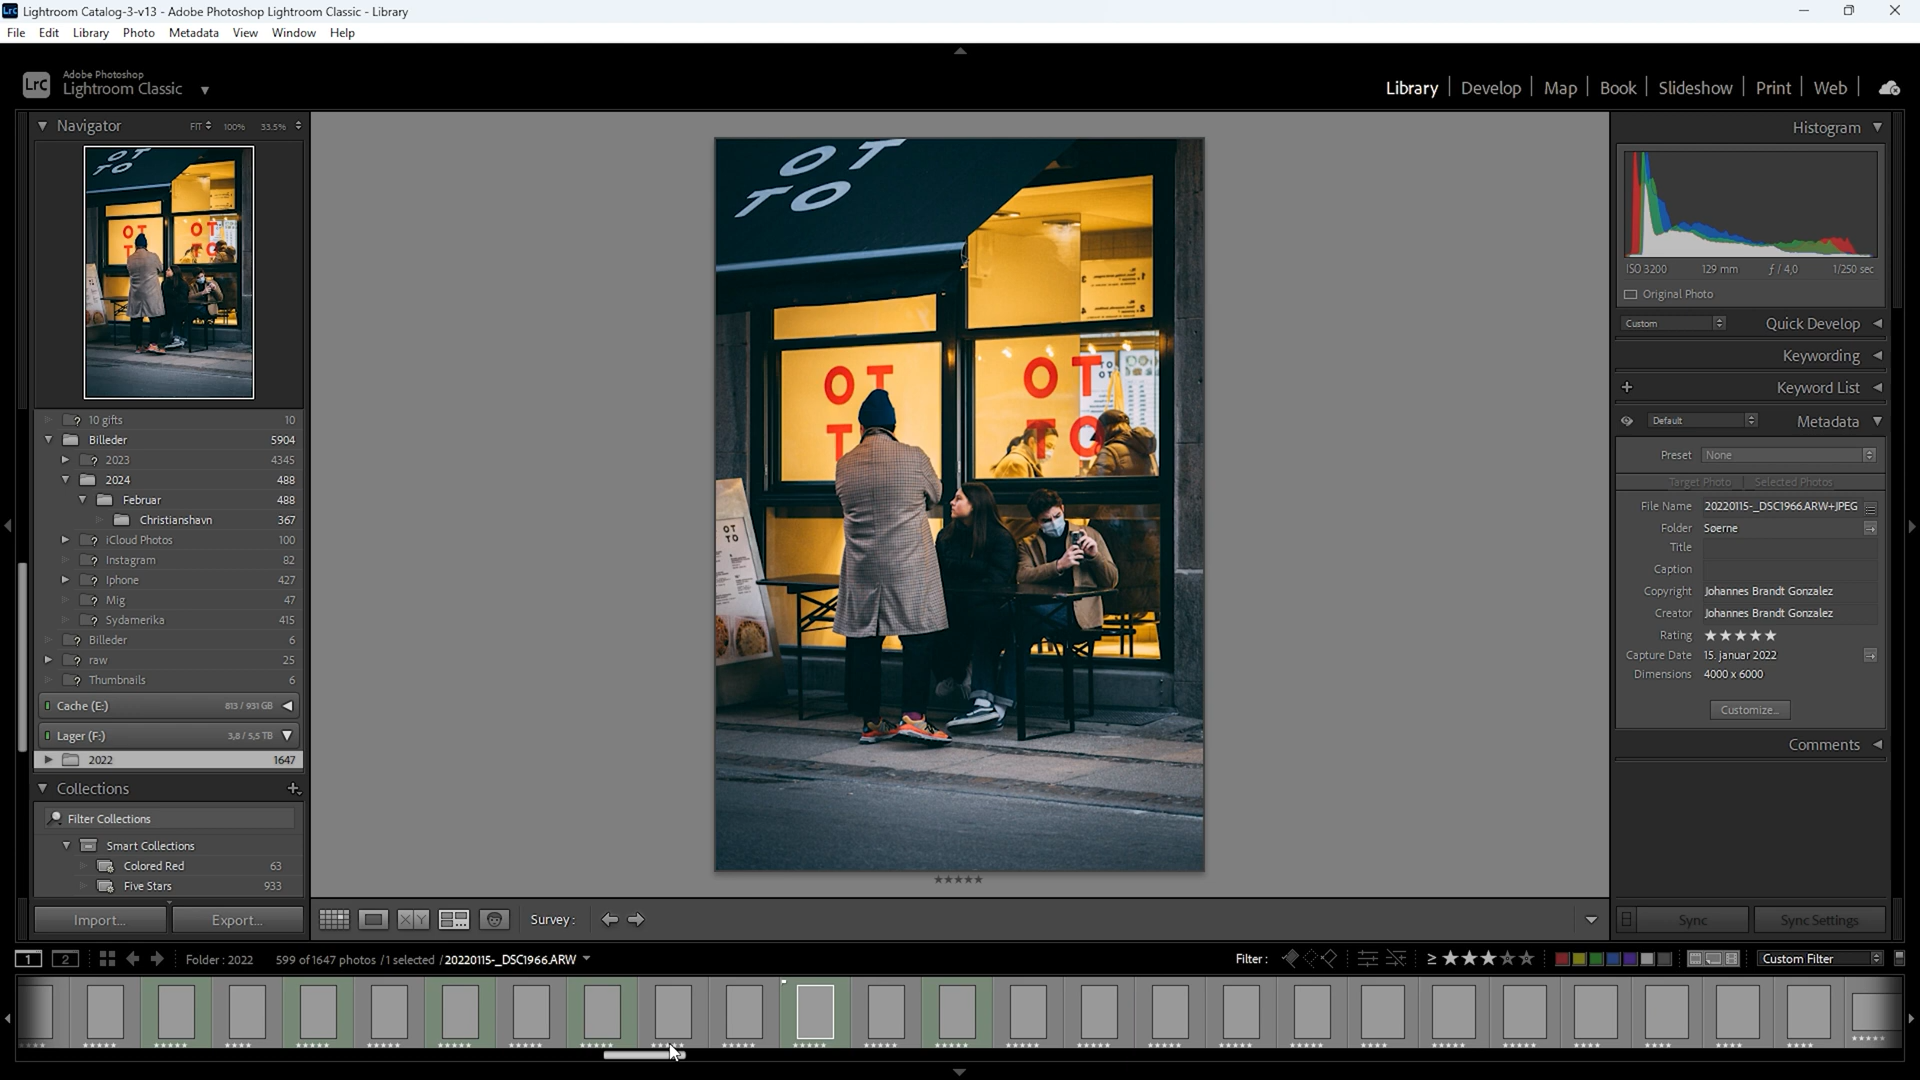 Lightroom Catalog-3-v13 - Adobe Photoshop Lightroom Classic - Library
File Edit Library Photo Metadata View Window Help
LrC Adobe Photoshop
Lightroom Classic
Library Develop Map Book Slideshow Print Web
Navigator FIT 100% 33.5%
OT
TO
OT
TO
10 gifts 10
Billeder 5904
2023 4345
2024 488
Februar 488
Christianshavn 367
iCloud Photos 100
Instagram 82
Iphone 427
Mig 47
Sydamerika 415
Billeder 6
raw 25
Thumbnails 6
Cache (E:) 813 / 931 GB
Lager (F:) 3,8 / 5,5 TB
2022 1647
Collections
Filter Collections
Smart Collections
Colored Red 63
Five Stars 933
Import... Export...
OT
TO
OT
T
OT
TO
OT
TO
Survey:
Histogram
ISO 3200 129 mm ƒ / 4,0 1/250 sec
Original Photo
Custom Quick Develop
Keywording
Keyword List
Default Metadata
Preset None
Target Photo Selected Photos
File Name 20220115-_DSC1966.ARW+JPEG
Folder Søerne
Title
Caption
Copyright Johannes Brandt Gonzalez
Creator Johannes Brandt Gonzalez
Rating ★★★★★
Capture Date 15. januar 2022
Dimensions 4000 x 6000
Customize...
Comments
Sync Sync Settings
1 2 Folder : 2022 599 of 1647 photos / 1 selected / 20220115-_DSC1966.ARW Filter : ≥ Custom Filter